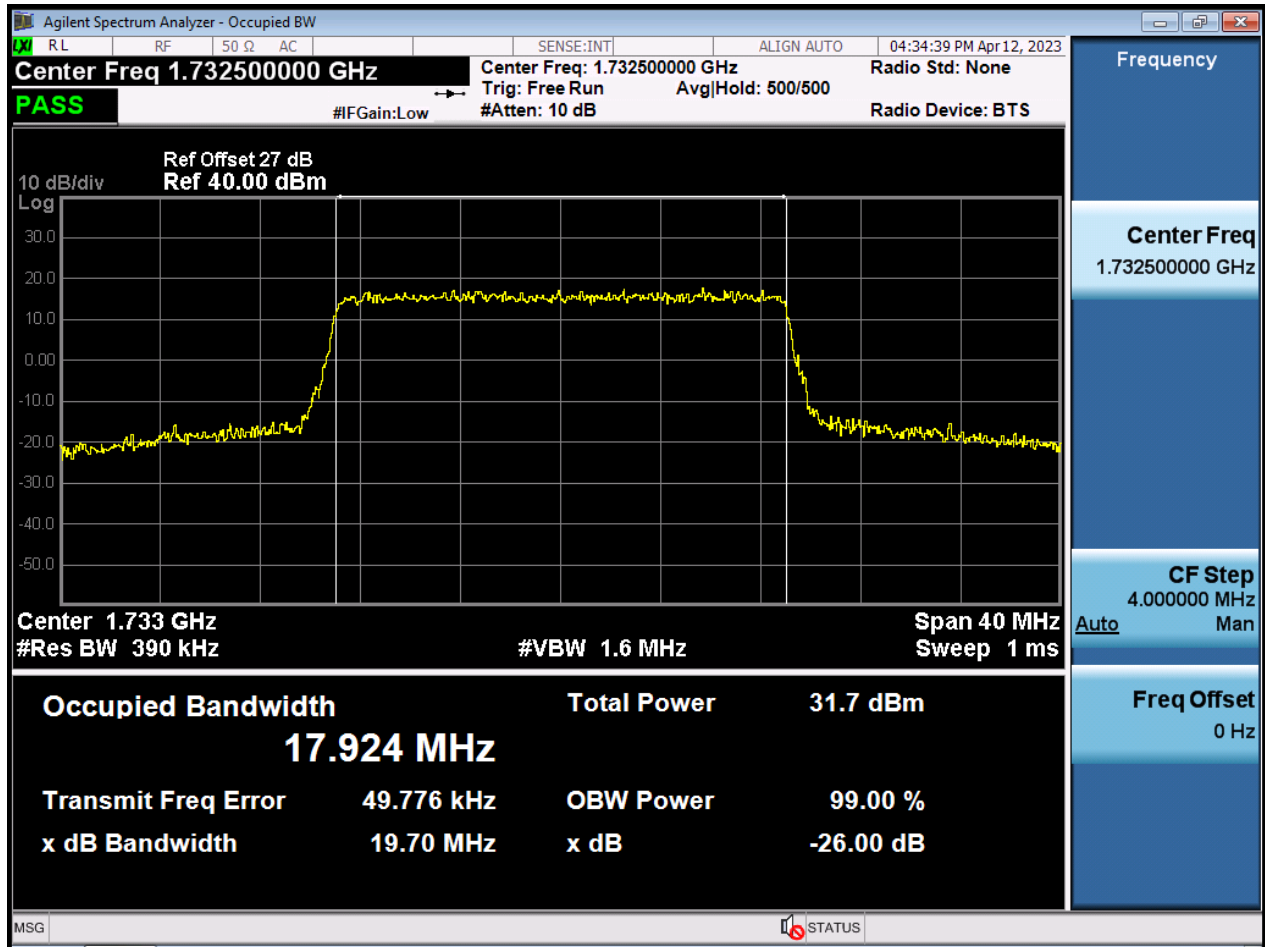 Agilent Spectrum Analyzer - Occupied BW
LXI RL RF 50 Ω AC SENSE:INT ALIGN AUTO 04:34:39 PM Apr 12, 2023
Center Freq 1.732500000 GHz
PASS
#IFGain:Low
Center Freq: 1.732500000 GHz
Trig: Free Run Avg|Hold: 500/500
#Atten: 10 dB
Radio Std: None
Radio Device: BTS
Ref Offset 27 dB
10 dB/div Ref 40.00 dBm
Log
30.0
20.0
10.0
0.00
-10.0
-20.0
-30.0
-40.0
-50.0
Center 1.733 GHz Span 40 MHz
#Res BW 390 kHz #VBW 1.6 MHz Sweep 1 ms
Occupied Bandwidth Total Power 31.7 dBm
17.924 MHz
Transmit Freq Error 49.776 kHz OBW Power 99.00 %
x dB Bandwidth 19.70 MHz x dB -26.00 dB
Frequency
Center Freq
1.732500000 GHz
CF Step
4.000000 MHz
Auto Man
Freq Offset
0 Hz
MSG STATUS